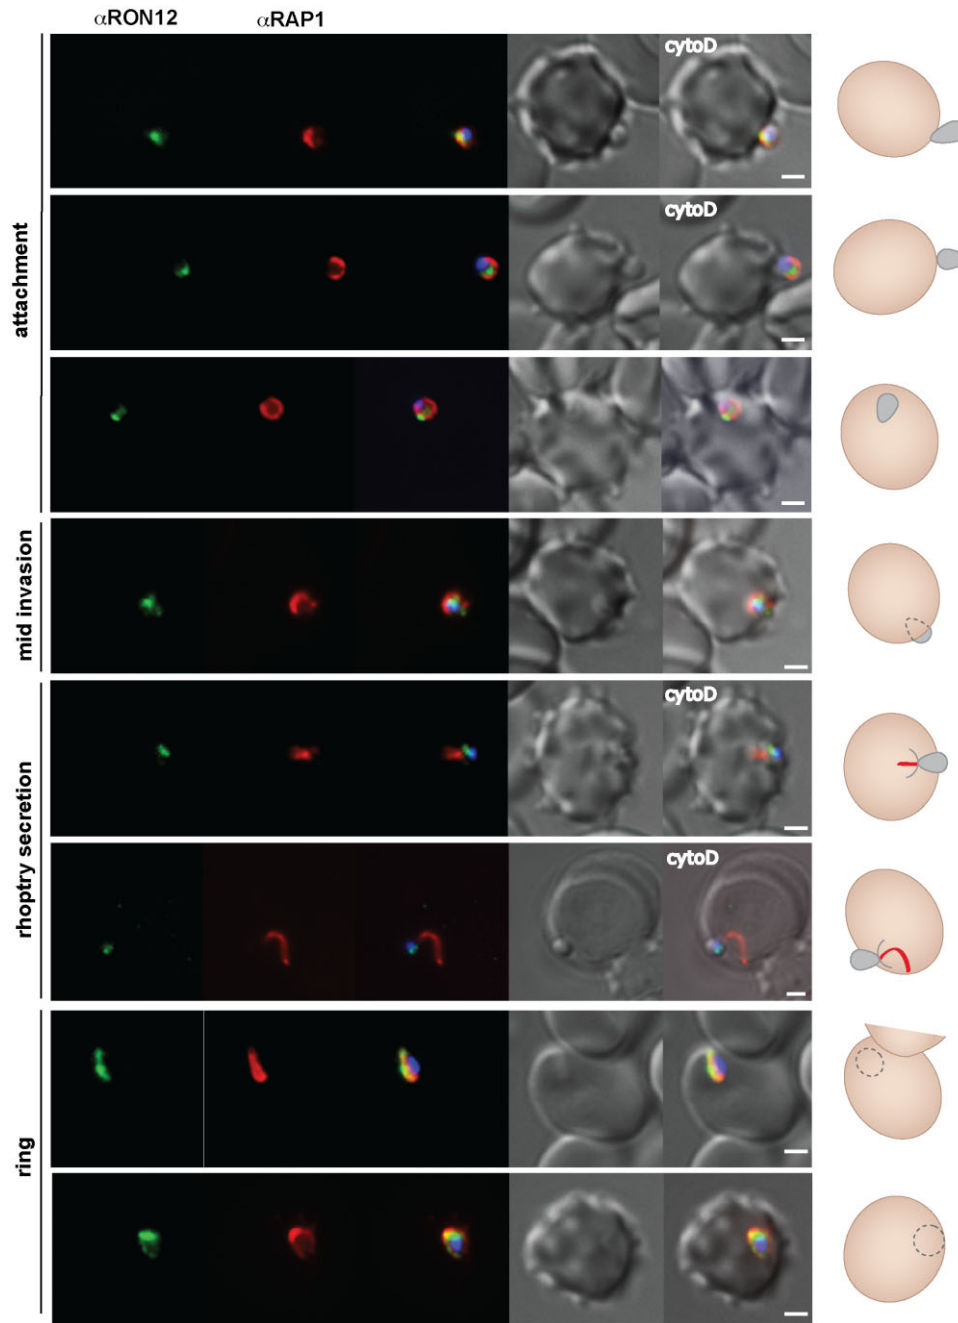 αRON12 αRAP1
attachment
cytoD
cytoD
mid invasion
rhoptry secretion
cytoD
cytoD
ring